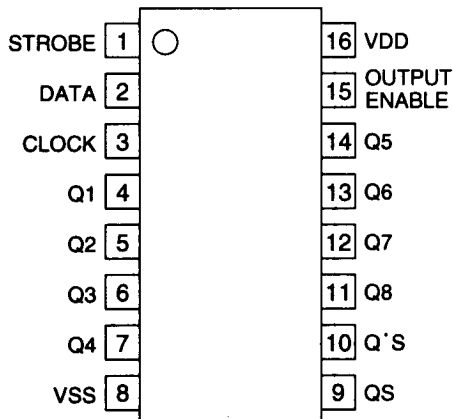 STROBE 1 16 VDD
DATA 2 15 OUTPUT ENABLE
CLOCK 3 14 Q5
Q1 4 13 Q6
Q2 5 12 Q7
Q3 6 11 Q8
Q4 7 10 Q'S
VSS 8 9 QS